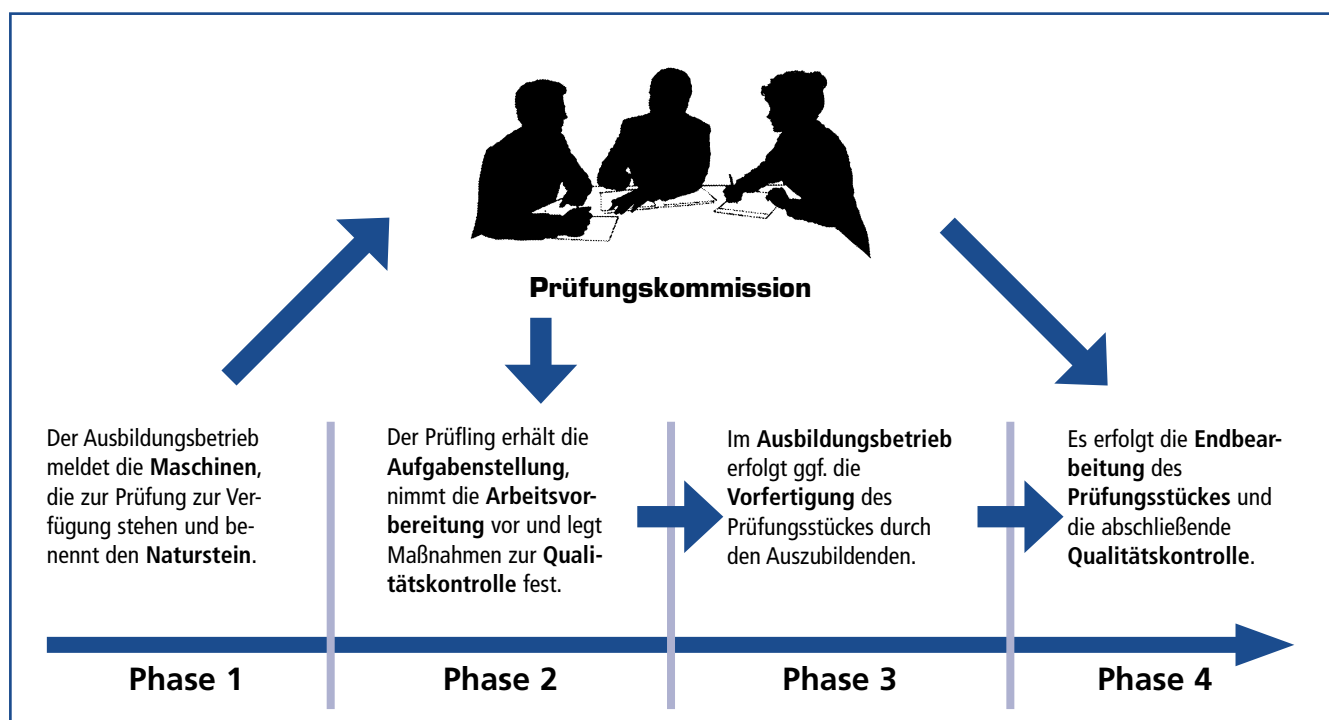 Prüfungskommission
Der Ausbildungsbetrieb
meldet die Maschinen,
die zur Prüfung zur Ver-
fügung stehen und be-
nennt den Naturstein.
Der Prüfling erhält die
Aufgabenstellung,
nimmt die Arbeitsvor-
bereitung vor und legt
Maßnahmen zur Quali-
tätskontrolle fest.
Im Ausbildungsbetrieb
erfolgt ggf. die
Vorfertigung des
Prüfungsstückes durch
den Auszubildenden.
Es erfolgt die Endbear-
beitung des
Prüfungsstückes und
die abschließende
Qualitätskontrolle.
Phase 1
Phase 2
Phase 3
Phase 4